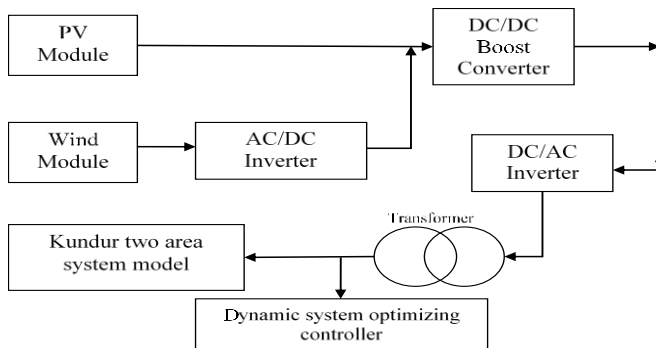 PV
Module
DC/DC
Boost
Converter
Wind
Module
AC/DC
Inverter
DC/AC
Inverter
Transformer
Kundur two area
system model
Dynamic system optimizing
controller